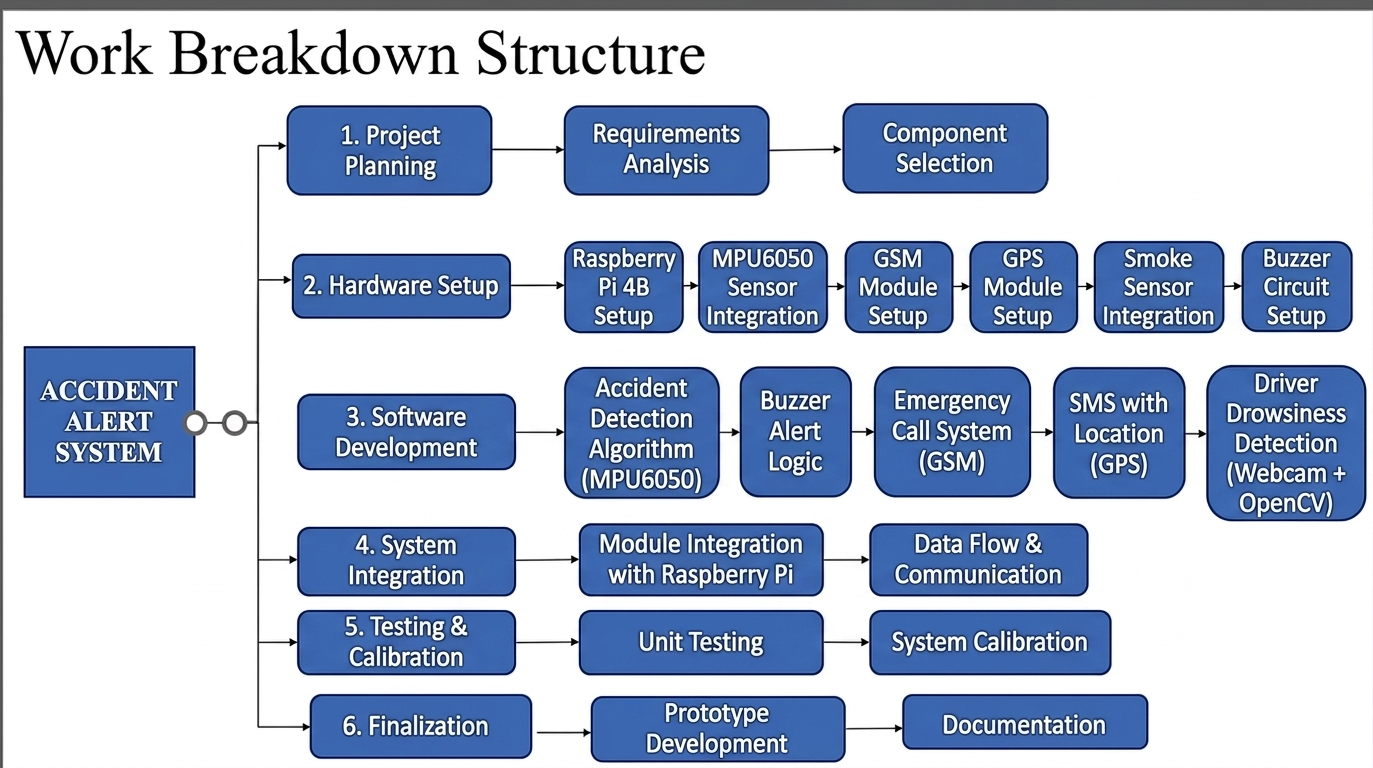 Work Breakdown Structure
1. Project
Planning
Requirements
Analysis
Component
Selection
2. Hardware Setup
Raspberry
Pi 4B
Setup
MPU6050
Sensor
Integration
GSM
Module
Setup
GPS
Module
Setup
Smoke
Sensor
Integration
Buzzer
Circuit
Setup
ACCIDENT
ALERT
SYSTEM
3. Software
Development
Accident
Detection
Algorithm
(MPU6050)
Buzzer
Alert
Logic
Emergency
Call System
(GSM)
SMS with
Location
(GPS)
Driver
Drowsiness
Detection
(Webcam +
OpenCV)
4. System
Integration
Module Integration
with Raspberry Pi
Data Flow &
Communication
5. Testing &
Calibration
Unit Testing
System Calibration
6. Finalization
Prototype
Development
Documentation